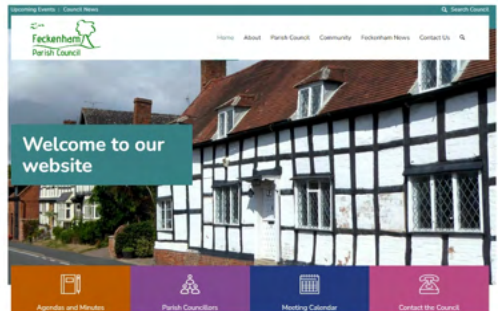 Upcoming Events | Council News
Search Council
Feckenham
Parish Council
Home About Parish Council Community Feckenham News Contact Us
Welcome to our
website
Agendas and Minutes
Parish Councillors
Meeting Calendar
Contact the Council